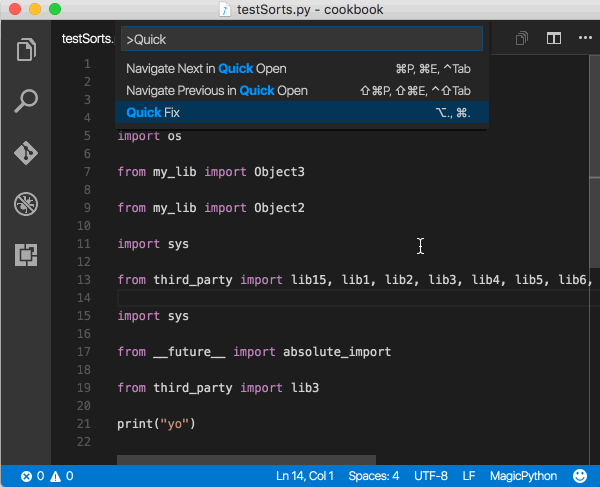 testSorts.py - cookbook
testSorts.
>Quick
Navigate Next in Quick Open ⌘P, ⌘E, ^Tab
Navigate Previous in Quick Open ⇧⌘P, ⇧⌘E, ^⇧Tab
Quick Fix ⌥., ⌘.
1
2
3
4
5 import os
6
7 from my_lib import Object3
8
9 from my_lib import Object2
10
11 import sys
12
13 from third_party import lib15, lib1, lib2, lib3, lib4, lib5, lib6,
14
15 import sys
16
17 from __future__ import absolute_import
18
19 from third_party import lib3
20
21 print("yo")
22
0 0 Ln 14, Col 1 Spaces: 4 UTF-8 LF MagicPython